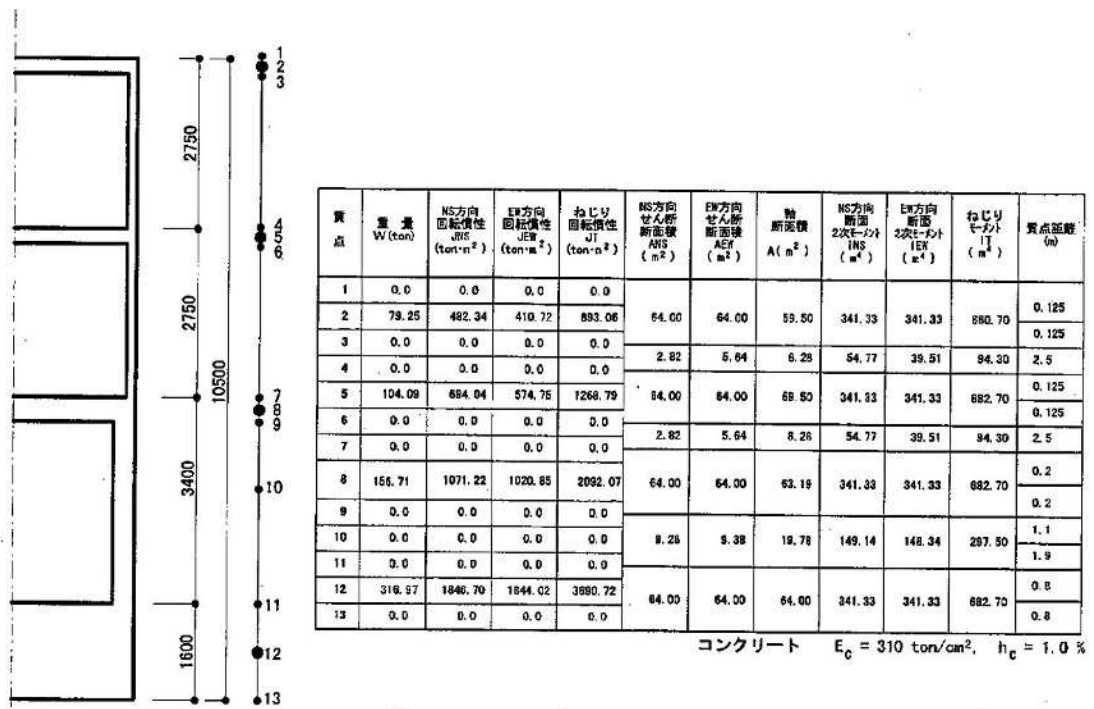 1
2
3
2750
4
5
6
2750
10500
7
8
9
3400
10
11
1600
12
13
質点 重量 W(ton) NS方向 回転慣性 JNS (ton·m²) EW方向 回転慣性 JEW (ton·m²) ねじり 回転慣性 JT (ton·m²) NS方向 せん断 断面積 ANS (m²) EW方向 せん断 断面積 AEW (m²) 軸 断面積 A(m²) NS方向 断面 2次モーメント INS (m⁴) EW方向 断面 2次モーメント IEW (m⁴) ねじり モーメント IT (m⁴) 質点距離 (m)
1 0.0 0.0 0.0 0.0
2 79.25 482.34 410.72 893.06 64.00 64.00 59.50 341.33 341.33 0.125
0.125
3 0.0 0.0 0.0 0.0
2.82 5.64 54.77 39.51 94.30 2.5
4 0.0 0.0 0.0 0.0
5 104.09 694.04 1268.79 64.00 64.00 341.33 341.33 682.70 0.125
0.125
6 0.0 0.0 0.0 0.0
2.82 5.64 54.77 39.51 94.30 2.5
7 0.0 0.0 0.0 0.0
8 1071.22 1020.85 2092.07 64.00 64.00 63.19 341.33 341.33 682.70 0.2
0.2
9 0.0 0.0 0.0 0.0
10 0.0 0.0 0.0 0.0 19.78 149.14 297.50 1.1
1.9
11 0.0 0.0 0.0 0.0
12 316.97 1846.70 1844.02 3690.72 64.00 64.00 64.00 341.33 341.33 682.70 0.8
0.8
13 0.0 0.0 0.0 0.0
コンクリート E_c = 310 ton/cm², h_c = 1.0 %